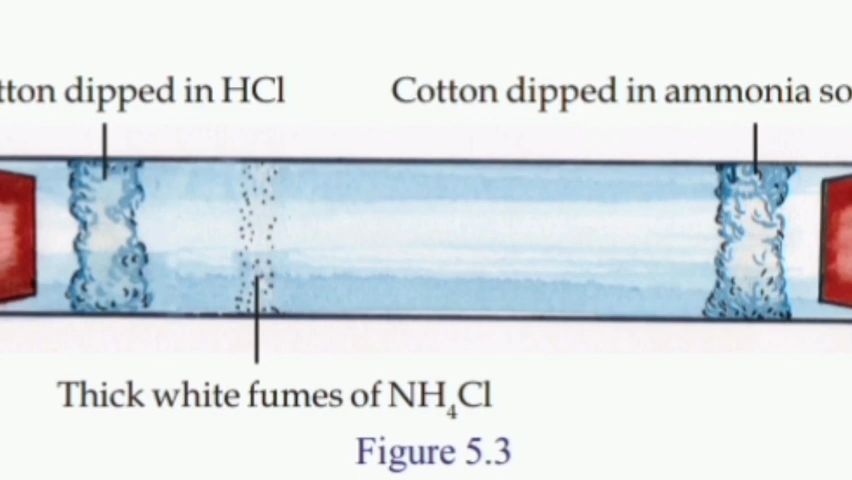 tton dipped in HCl
Cotton dipped in ammonia so
Thick white fumes of NH₄Cl
Figure 5.3